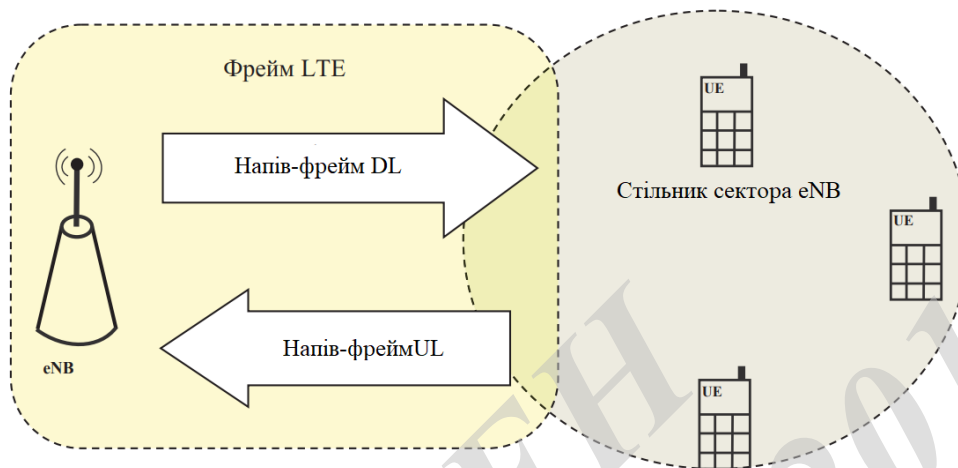 Фрейм LTE
Напів-фрейм DL
UE
Стільник сектора eNB
UE
Напів-фреймUL
eNB
UE